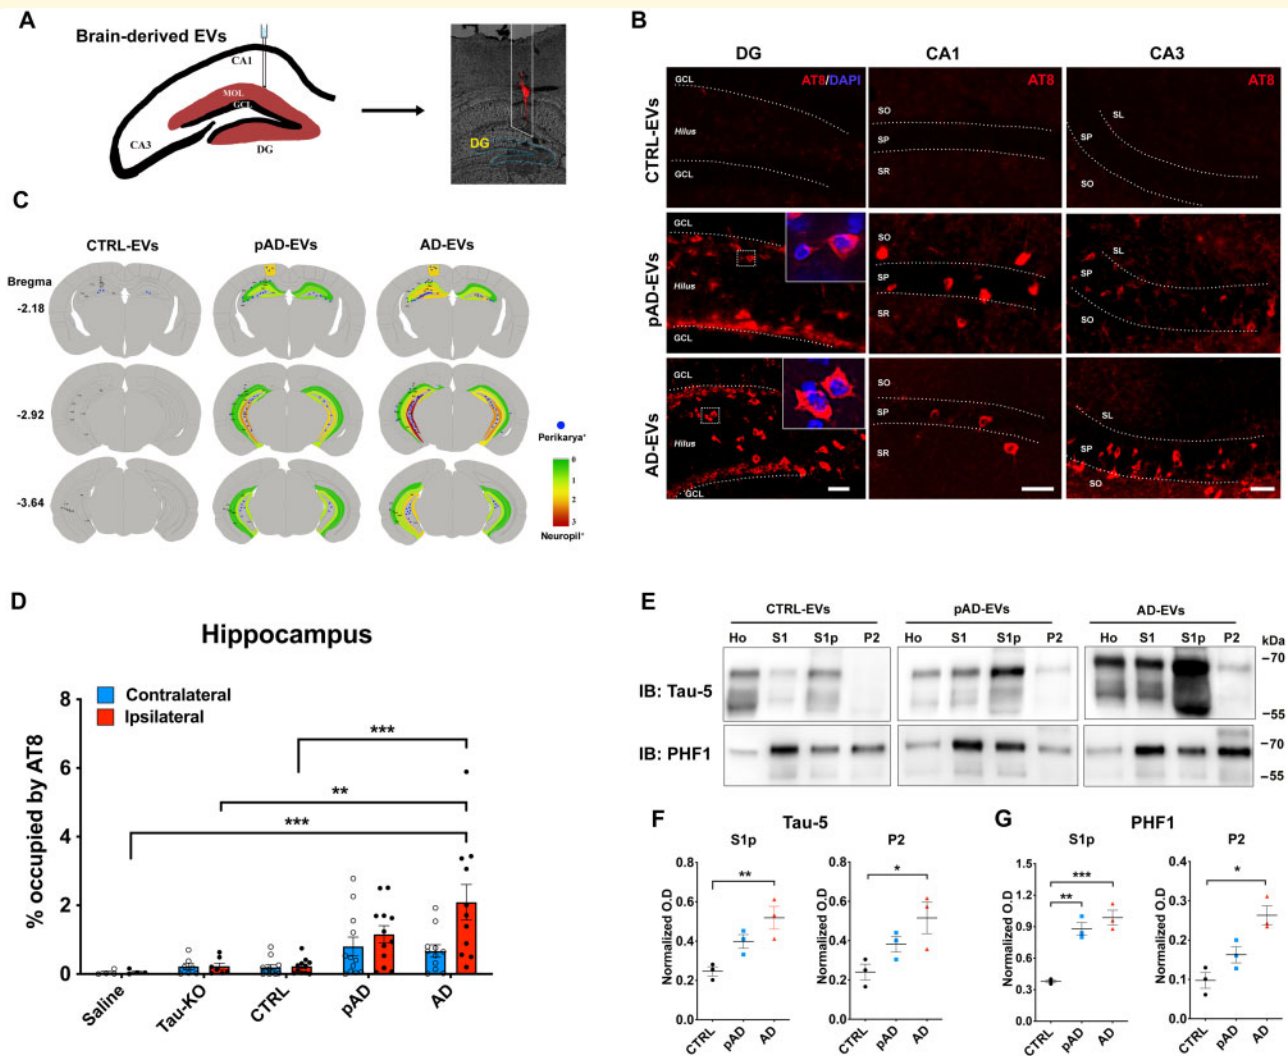 A
Brain-derived EVs
CA1
MOL
GCL
CA3
DG
DG
B
DG
CA1
CA3
CTRL-EVs
GCL
AT8/DAPI
Hilus
GCL
SO
AT8
SP
SR
SL
AT8
SP
SO
pAD-EVs
GCL
Hilus
GCL
SO
SP
SR
SL
SP
SO
AD-EVs
GCL
Hilus
GCL
SO
SP
SR
SL
SP
SO
C
CTRL-EVs
pAD-EVs
AD-EVs
Bregma
-2.18
-2.92
-3.64
Perikarya+
0
1
2
3
Neuropil+
D
Hippocampus
Contralateral
Ipsilateral
% occupied by AT8
8
6
4
2
0
***
**
***
Saline
Tau-KO
CTRL
pAD
AD
E
CTRL-EVs
pAD-EVs
AD-EVs
Ho S1 S1p P2
Ho S1 S1p P2
Ho S1 S1p P2
kDa
IB: Tau-5
–70
–55
IB: PHF1
–70
–55
F
Tau-5
S1p
Normalized O.D
0.8
0.6
0.4
0.2
0.0
**
CTRL
pAD
AD
P2
Normalized O.D
0.8
0.6
0.4
0.2
0.0
*
CTRL
pAD
AD
G
PHF1
S1p
Normalized O.D
1.5
1.2
0.9
0.6
0.3
0.0
***
**
CTRL
pAD
AD
P2
Normalized O.D
0.4
0.3
0.2
0.1
0.0
*
CTRL
pAD
AD